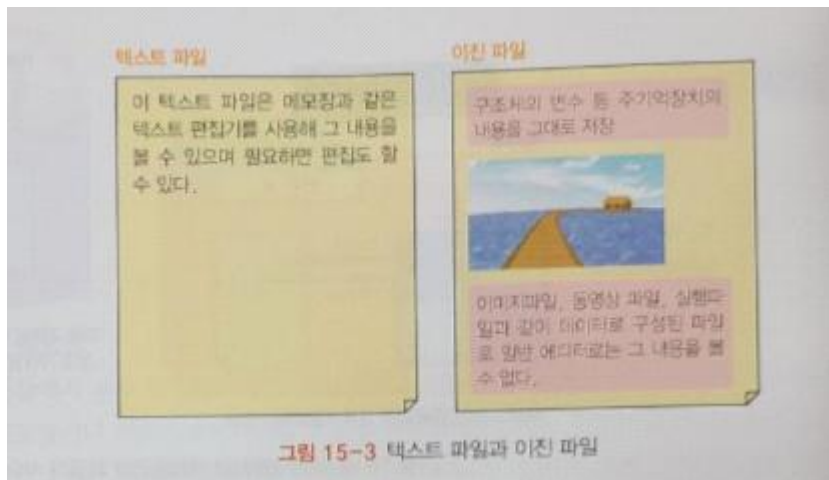 텍스트 파일
이 텍스트 파일은 메모장과 같은
텍스트 편집기를 사용해 그 내용을
볼 수 있으며 필요하면 편집도 할
수 있다.
이진 파일
구조체의 변수 등 주기억장치의
내용을 그대로 저장
이미지파일, 동영상 파일, 실행파
일과 같이 데이터로 구성된 파일
로 일반 에디터로는 그 내용을 볼
수 없다.
그림 15-3 텍스트 파일과 이진 파일